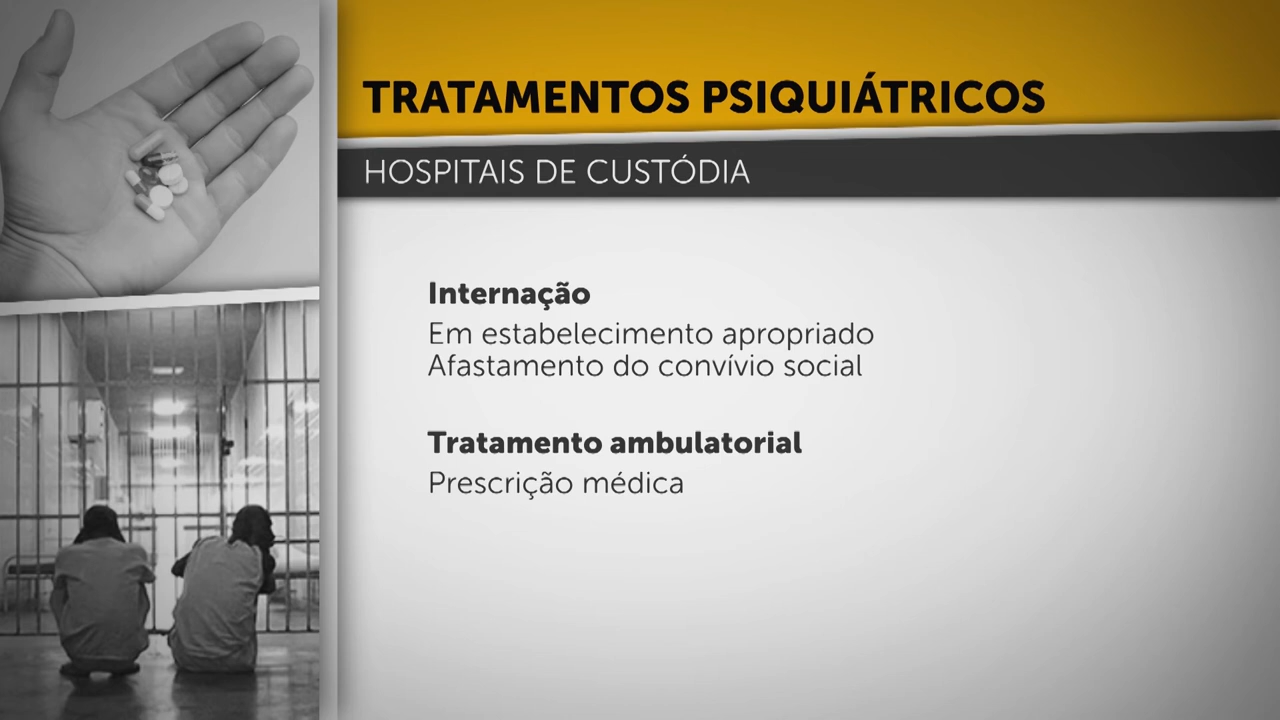 TRATAMENTOS PSIQUIÁTRICOS
HOSPITAIS DE CUSTÓDIA
Internação
Em estabelecimento apropriado
Afastamento do convívio social
Tratamento ambulatorial
Prescrição médica